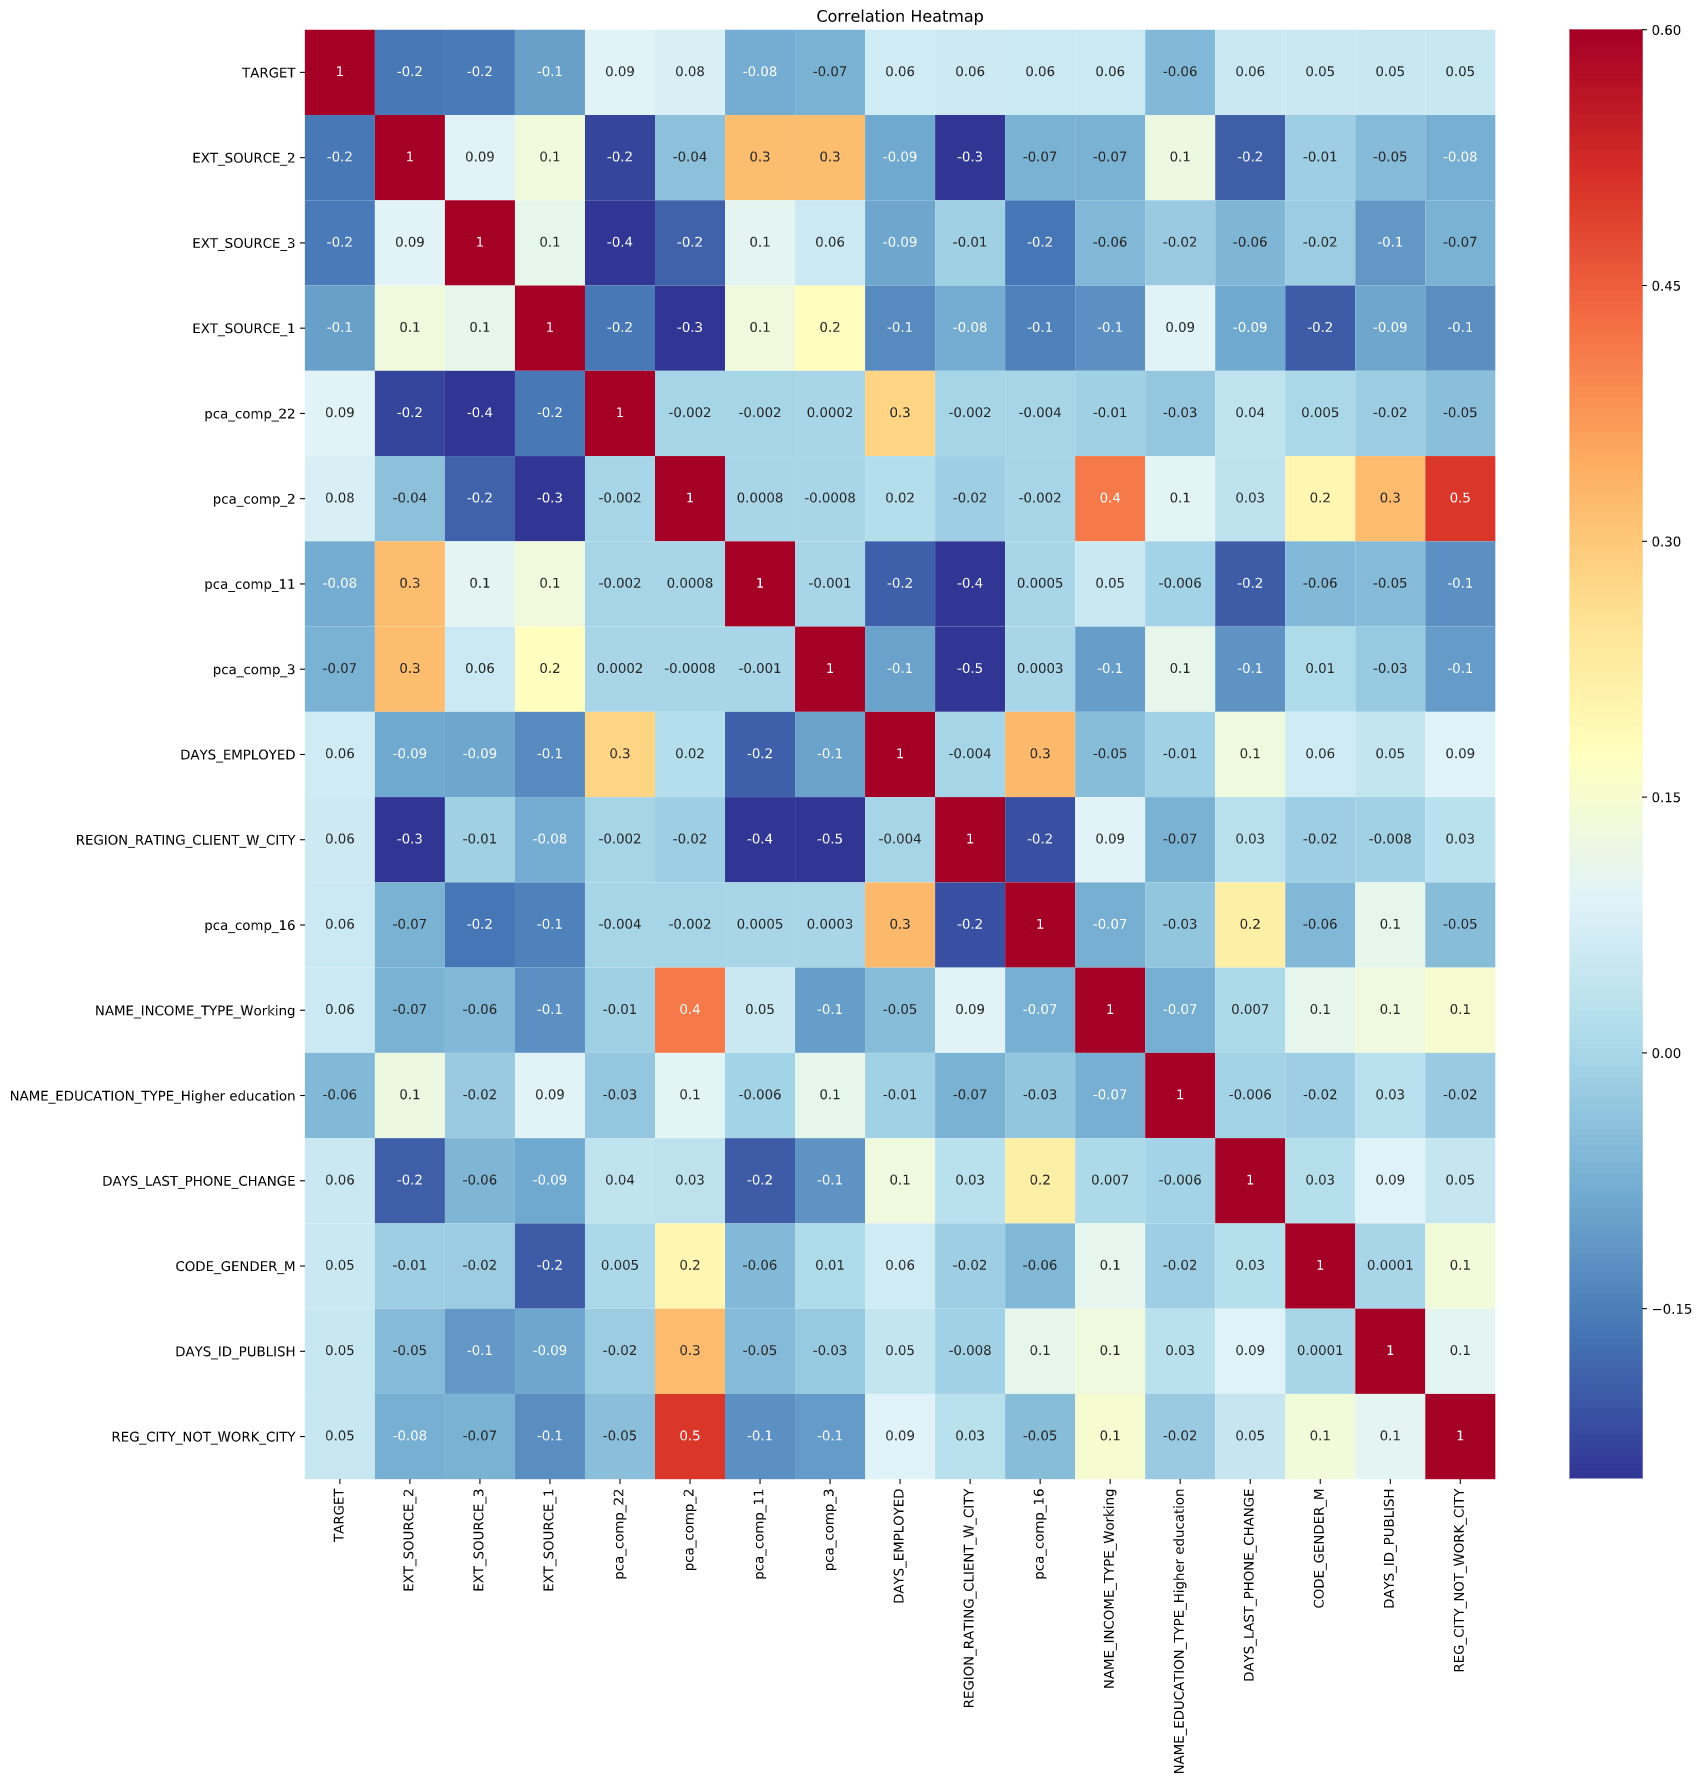 Correlation Heatmap
TARGET 1 -0.2 -0.2 -0.1 0.09 0.08 -0.08 -0.07 0.06 0.06 0.06 0.06 -0.06 0.06 0.05 0.05 0.05
EXT_SOURCE_2 -0.2 1 0.09 0.1 -0.2 -0.04 0.3 0.3 -0.09 -0.3 -0.07 -0.07 0.1 -0.2 -0.01 -0.05 -0.08
EXT_SOURCE_3 -0.2 0.09 1 0.1 -0.4 -0.2 0.1 0.06 -0.09 -0.01 -0.2 -0.06 -0.02 -0.06 -0.02 -0.1 -0.07
EXT_SOURCE_1 -0.1 0.1 0.1 1 -0.2 -0.3 0.1 0.2 -0.1 -0.08 -0.1 -0.1 0.09 -0.09 -0.2 -0.09 -0.1
pca_comp_22 0.09 -0.2 -0.4 -0.2 1 -0.002 -0.002 0.0002 0.3 -0.002 -0.004 -0.01 -0.03 0.04 0.005 -0.02 -0.05
pca_comp_2 0.08 -0.04 -0.2 -0.3 -0.002 1 0.0008 -0.0008 0.02 -0.02 -0.002 0.4 0.1 0.03 0.2 0.3 0.5
pca_comp_11 -0.08 0.3 0.1 0.1 -0.002 0.0008 1 -0.001 -0.2 -0.4 0.0005 0.05 -0.006 -0.2 -0.06 -0.05 -0.1
pca_comp_3 -0.07 0.3 0.06 0.2 0.0002 -0.0008 -0.001 1 -0.1 -0.5 0.0003 -0.1 0.1 -0.1 0.01 -0.03 -0.1
DAYS_EMPLOYED 0.06 -0.09 -0.09 -0.1 0.3 0.02 -0.2 -0.1 1 -0.004 0.3 -0.05 -0.01 0.1 0.06 0.05 0.09
REGION_RATING_CLIENT_W_CITY 0.06 -0.3 -0.01 -0.08 -0.002 -0.02 -0.4 -0.5 -0.004 1 -0.2 0.09 -0.07 0.03 -0.02 -0.008 0.03
pca_comp_16 0.06 -0.07 -0.2 -0.1 -0.004 -0.002 0.0005 0.0003 0.3 -0.2 1 -0.07 -0.03 0.2 -0.06 0.1 -0.05
NAME_INCOME_TYPE_Working 0.06 -0.07 -0.06 -0.1 -0.01 0.4 0.05 -0.1 -0.05 0.09 -0.07 1 -0.07 0.007 0.1 0.1 0.1
NAME_EDUCATION_TYPE_Higher education -0.06 0.1 -0.02 0.09 -0.03 0.1 -0.006 0.1 -0.01 -0.07 -0.03 -0.07 1 -0.006 -0.02 0.03 -0.02
DAYS_LAST_PHONE_CHANGE 0.06 -0.2 -0.06 -0.09 0.04 0.03 -0.2 -0.1 0.1 0.03 0.2 0.007 -0.006 1 0.03 0.09 0.05
CODE_GENDER_M 0.05 -0.01 -0.02 -0.2 0.005 0.2 -0.06 0.01 0.06 -0.02 -0.06 0.1 -0.02 0.03 1 0.0001 0.1
DAYS_ID_PUBLISH 0.05 -0.05 -0.1 -0.09 -0.02 0.3 -0.05 -0.03 0.05 -0.008 0.1 0.1 0.03 0.09 0.0001 1 0.1
REG_CITY_NOT_WORK_CITY 0.05 -0.08 -0.07 -0.1 -0.05 0.5 -0.1 -0.1 0.09 0.03 -0.05 0.1 -0.02 0.05 0.1 0.1 1
TARGET
EXT_SOURCE_2
EXT_SOURCE_3
EXT_SOURCE_1
pca_comp_22
pca_comp_2
pca_comp_11
pca_comp_3
DAYS_EMPLOYED
REGION_RATING_CLIENT_W_CITY
pca_comp_16
NAME_INCOME_TYPE_Working
NAME_EDUCATION_TYPE_Higher education
DAYS_LAST_PHONE_CHANGE
CODE_GENDER_M
DAYS_ID_PUBLISH
REG_CITY_NOT_WORK_CITY
0.60
0.45
0.30
0.15
0.00
−0.15